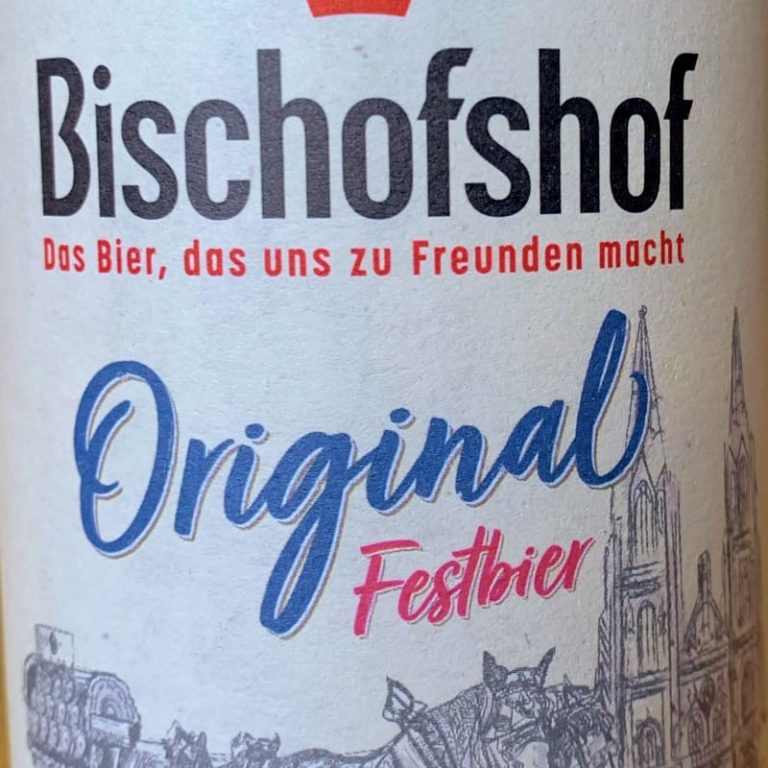 Bischofshof
Das Bier, das uns zu Freunden macht
Original
Festbier